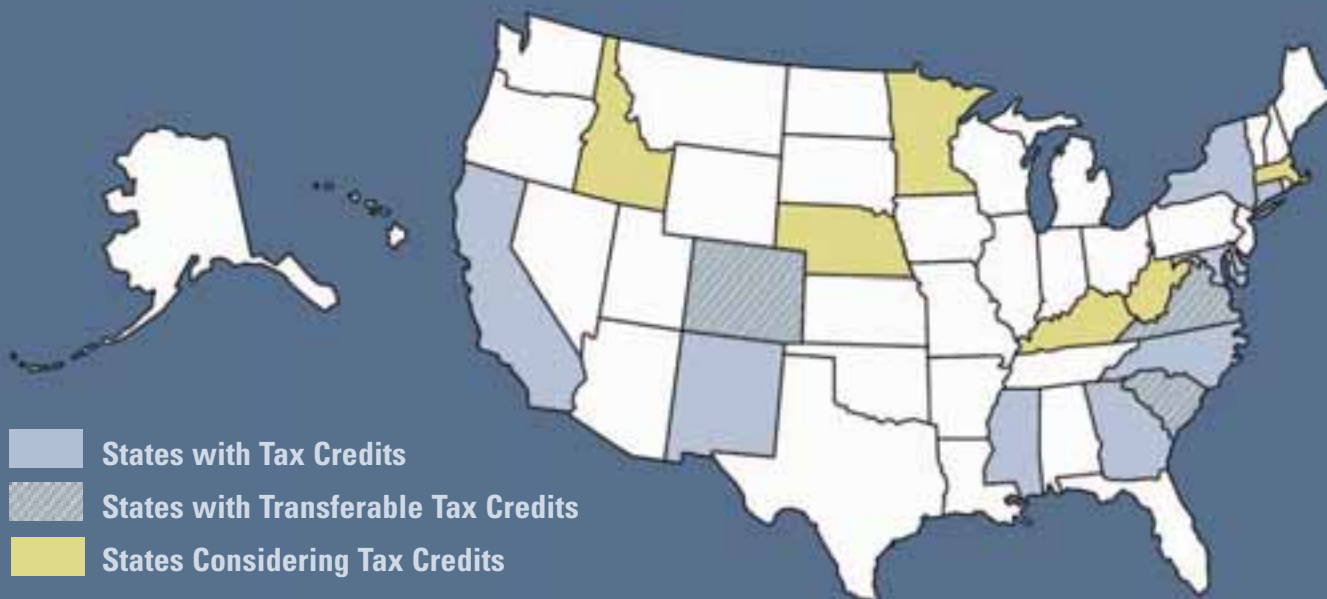 States with Tax Credits
States with Transferable Tax Credits
States Considering Tax Credits